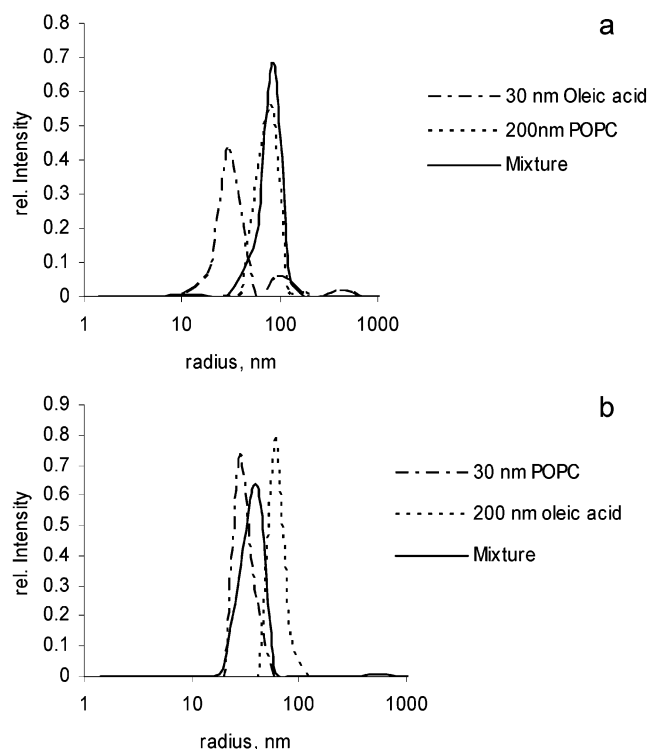 a
0.8
0.7
0.6
0.5
0.4
0.3
0.2
0.1
0
rel. Intensity
1 10 100 1000
radius, nm
30 nm Oleic acid
200nm POPC
Mixture
b
0.9
0.8
0.7
0.6
0.5
0.4
0.3
0.2
0.1
0
rel. Intensity
1 10 100 1000
radius, nm
30 nm POPC
200 nm oleic acid
Mixture